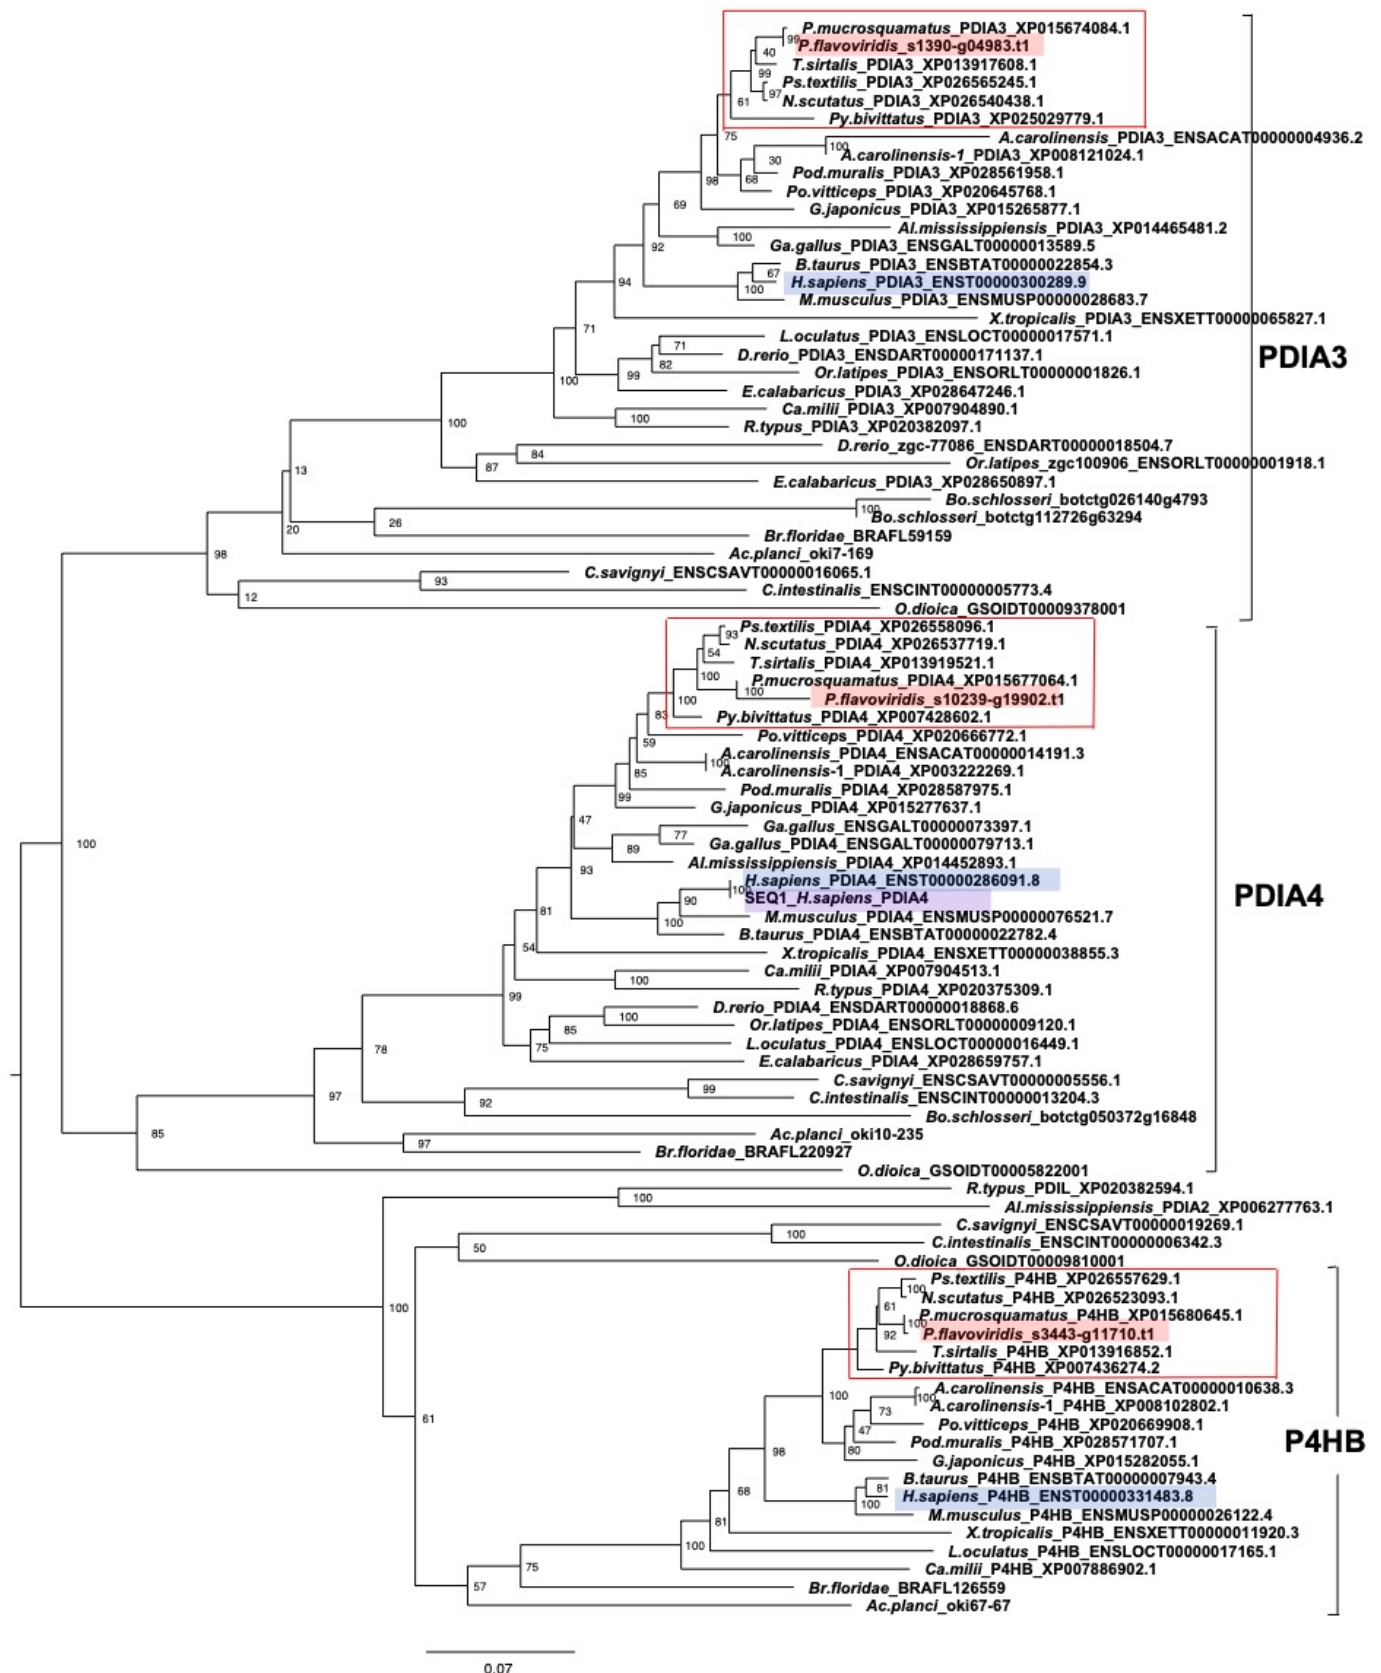 P.mucrosquamatus_PDIA3_XP015674084.1
99
P.flavoviridis_s1390-g04983.t1
40
T.sirtalis_PDIA3_XP013917608.1
99
Ps.textilis_PDIA3_XP026565245.1
97
N.scutatus_PDIA3_XP026540438.1
61
Py.bivittatus_PDIA3_XP025029779.1
75
A.carolinensis_PDIA3_ENSACAT00000004936.2
100
A.carolinensis-1_PDIA3_XP008121024.1
30
Pod.muralis_PDIA3_XP028561958.1
98
68
Po.vitticeps_PDIA3_XP020645768.1
69
G.japonicus_PDIA3_XP015265877.1
Al.mississippiensis_PDIA3_XP014465481.2
100
92
Ga.gallus_PDIA3_ENSGALT00000013589.5
B.taurus_PDIA3_ENSBTAT00000022854.3
67
94
H.sapiens_PDIA3_ENST00000300289.9
100
M.musculus_PDIA3_ENSMUSP00000028683.7
X.tropicalis_PDIA3_ENSXETT00000065827.1
71
L.oculatus_PDIA3_ENSLOCT00000017571.1
71
D.rerio_PDIA3_ENSDART00000171137.1
PDIA3
82
Or.latipes_PDIA3_ENSORLT00000001826.1
100
99
E.calabaricus_PDIA3_XP028647246.1
Ca.milii_PDIA3_XP007904890.1
100
100
R.typus_PDIA3_XP020382097.1
D.rerio_zgc-77086_ENSDART00000018504.7
84
Or.latipes_zgc100906_ENSORLT00000001918.1
13
87
E.calabaricus_PDIA3_XP028650897.1
Bo.schlosseri_botctg026140g4793
100
Bo.schlosseri_botctg112726g63294
20
26
Br.floridae_BRAFL59159
98
Ac.planci_oki7-169
C.savignyi_ENSCSAVT00000016065.1
93
C.intestinalis_ENSCINT00000005773.4
12
O.dioica_GSOIDT00009378001
Ps.textilis_PDIA4_XP026558096.1
93
N.scutatus_PDIA4_XP026537719.1
54
T.sirtalis_PDIA4_XP013919521.1
100
P.mucrosquamatus_PDIA4_XP015677064.1
100
100
P.flavoviridis_s10239-g19902.t1
83
Py.bivittatus_PDIA4_XP007428602.1
59
Po.vitticeps_PDIA4_XP020666772.1
A.carolinensis_PDIA4_ENSACAT00000014191.3
100
85
A.carolinensis-1_PDIA4_XP003222269.1
99
Pod.muralis_PDIA4_XP028587975.1
G.japonicus_PDIA4_XP015277637.1
47
Ga.gallus_ENSGALT00000073397.1
77
Ga.gallus_PDIA4_ENSGALT00000079713.1
100
89
Al.mississippiensis_PDIA4_XP014452893.1
93
H.sapiens_PDIA4_ENST00000286091.8
100
SEQ1_H.sapiens_PDIA4
PDIA4
90
81
M.musculus_PDIA4_ENSMUSP00000076521.7
100
B.taurus_PDIA4_ENSBTAT00000022782.4
54
X.tropicalis_PDIA4_ENSXETT00000038855.3
Ca.milii_PDIA4_XP007904513.1
100
99
R.typus_PDIA4_XP020375309.1
D.rerio_PDIA4_ENSDART00000018868.6
100
Or.latipes_PDIA4_ENSORLT00000009120.1
85
L.oculatus_PDIA4_ENSLOCT00000016449.1
78
75
E.calabaricus_PDIA4_XP028659757.1
C.savignyi_ENSCSAVT00000005556.1
99
97
C.intestinalis_ENSCINT00000013204.3
92
Bo.schlosseri_botctg050372g16848
85
Ac.planci_oki10-235
97
Br.floridae_BRAFL220927
O.dioica_GSOIDT00005822001
R.typus_PDIL_XP020382594.1
100
Al.mississippiensis_PDIA2_XP006277763.1
C.savignyi_ENSCSAVT00000019269.1
100
C.intestinalis_ENSCINT00000006342.3
50
O.dioica_GSOIDT00009810001
Ps.textilis_P4HB_XP026557629.1
100
N.scutatus_P4HB_XP026523093.1
100
61
P.mucrosquamatus_P4HB_XP015680645.1
100
92
P.flavoviridis_s3443-g11710.t1
T.sirtalis_P4HB_XP013916852.1
Py.bivittatus_P4HB_XP007436274.2
A.carolinensis_P4HB_ENSACAT00000010638.3
100
100
A.carolinensis-1_P4HB_XP008102802.1
61
73
Po.vitticeps_P4HB_XP020669908.1
47
Pod.muralis_P4HB_XP028571707.1
P4HB
98
80
G.japonicus_P4HB_XP015282055.1
B.taurus_P4HB_ENSBTAT00000007943.4
68
81
H.sapiens_P4HB_ENST00000331483.8
100
M.musculus_P4HB_ENSMUSP00000026122.4
81
X.tropicalis_P4HB_ENSXETT00000011920.3
100
L.oculatus_P4HB_ENSLOCT00000017165.1
75
Ca.milii_P4HB_XP007886902.1
57
Br.floridae_BRAFL126559
Ac.planci_oki67-67
0.07